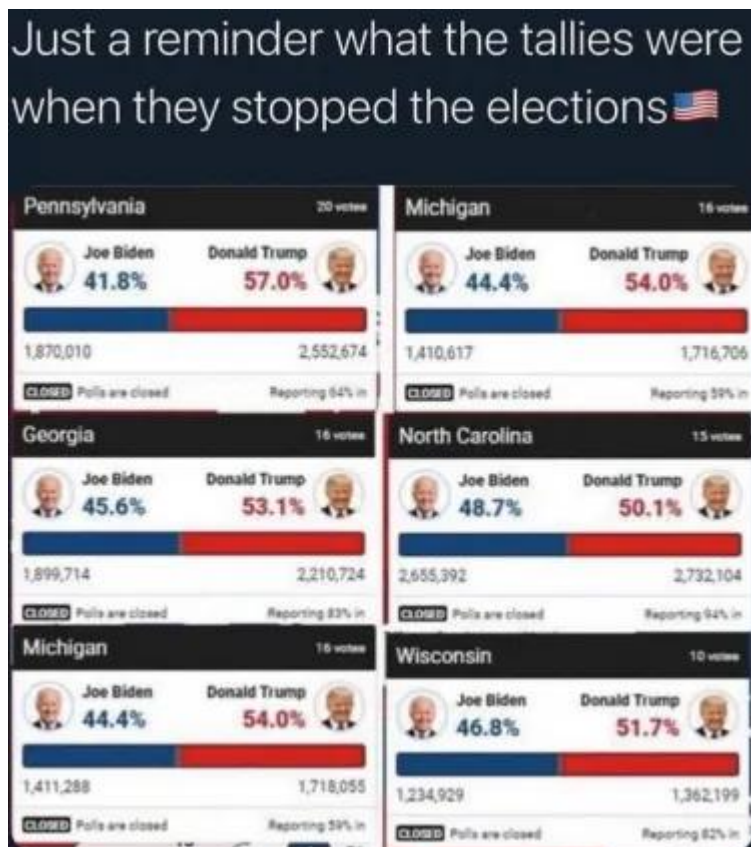 Just a reminder what the tallies were
when they stopped the elections🇺🇸
Pennsylvania 20 votes
Joe Biden Donald Trump
41.8% 57.0%
1,870,010 2,552,674
CLOSED Polls are closed Reporting 64% in
Michigan 16 votes
Joe Biden Donald Trump
44.4% 54.0%
1,410,617 1,716,706
CLOSED Polls are closed Reporting 59% in
Georgia 16 votes
Joe Biden Donald Trump
45.6% 53.1%
1,899,714 2,210,724
CLOSED Polls are closed Reporting 83% in
North Carolina 15 votes
Joe Biden Donald Trump
48.7% 50.1%
2,655,392 2,732,104
CLOSED Polls are closed Reporting 94% in
Michigan 16 votes
Joe Biden Donald Trump
44.4% 54.0%
1,411,288 1,718,055
CLOSED Polls are closed Reporting 59% in
Wisconsin 10 votes
Joe Biden Donald Trump
46.8% 51.7%
1,234,929 1,362,199
CLOSED Polls are closed Reporting 82% in